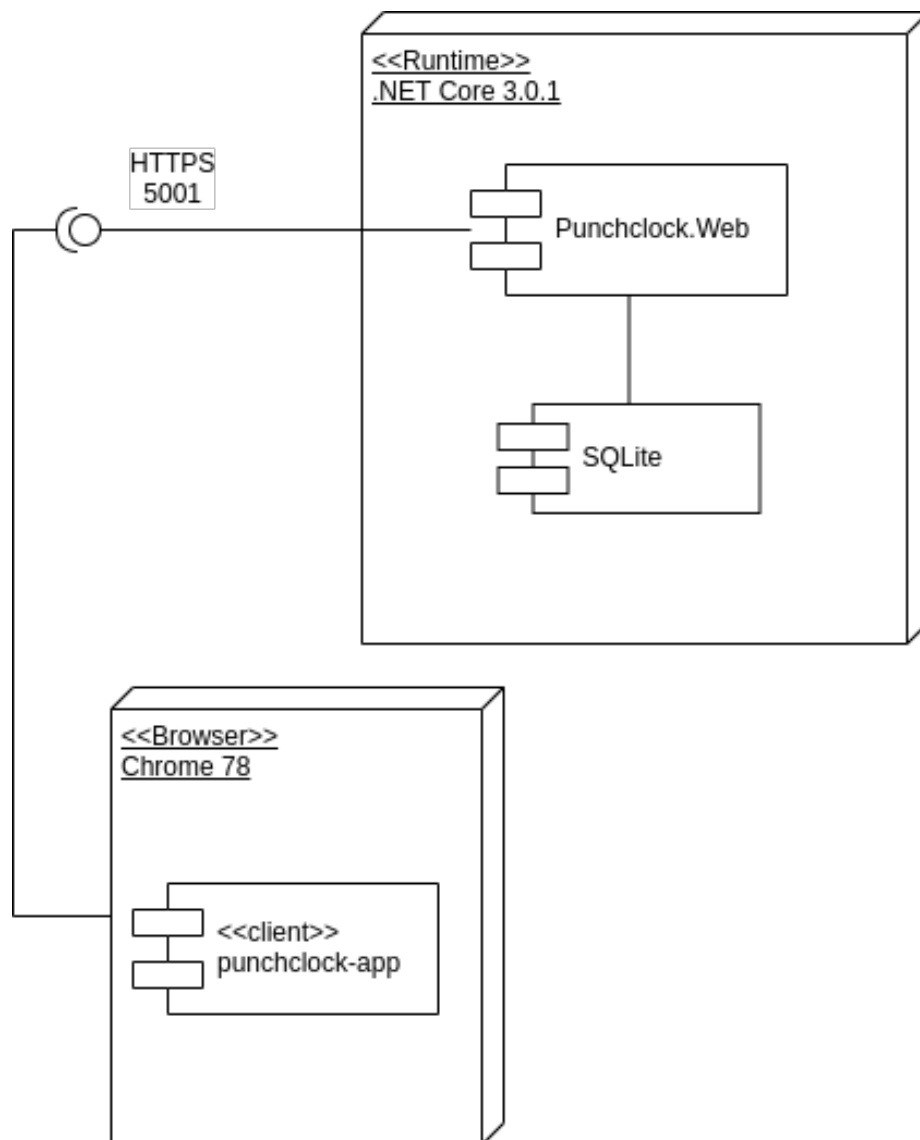 <<Runtime>>
.NET Core 3.0.1
HTTPS
5001
Punchclock.Web
SQLite
<<Browser>>
Chrome 78
<<client>>
punchclock-app